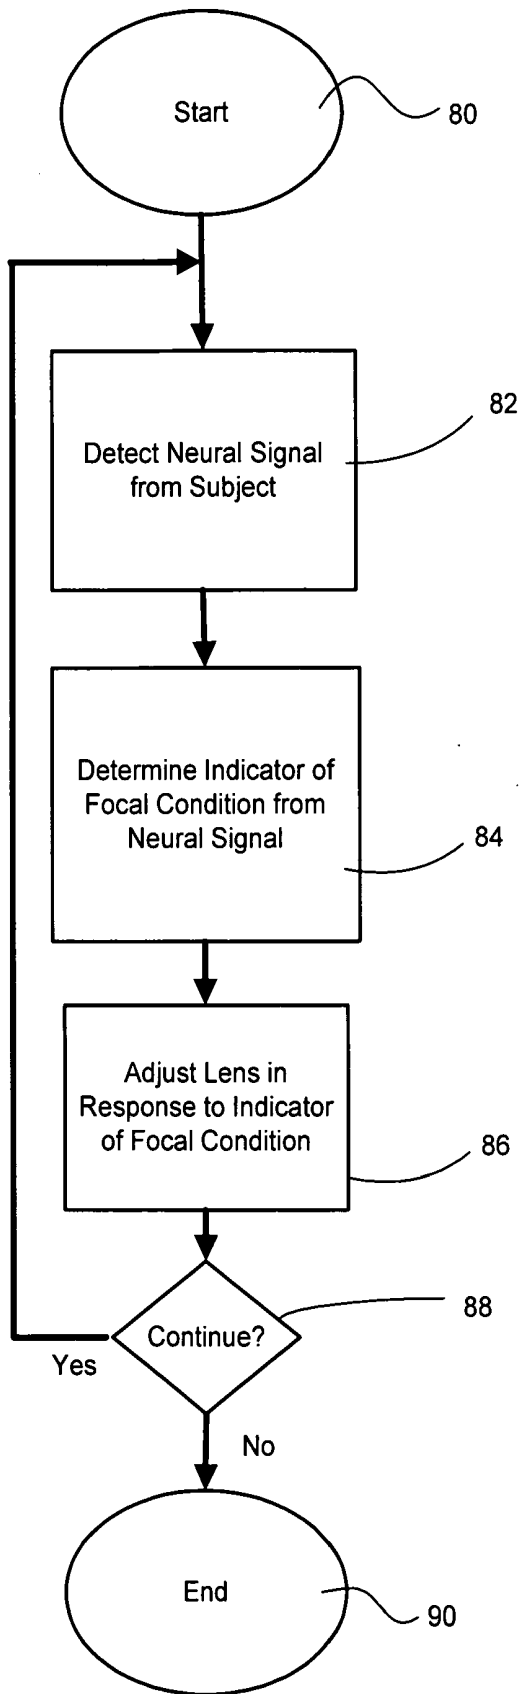 Start
80
Detect Neural Signal
from Subject
82
Determine Indicator of
Focal Condition from
Neural Signal
84
Adjust Lens in
Response to Indicator
of Focal Condition
86
Continue?
88
Yes
No
End
90